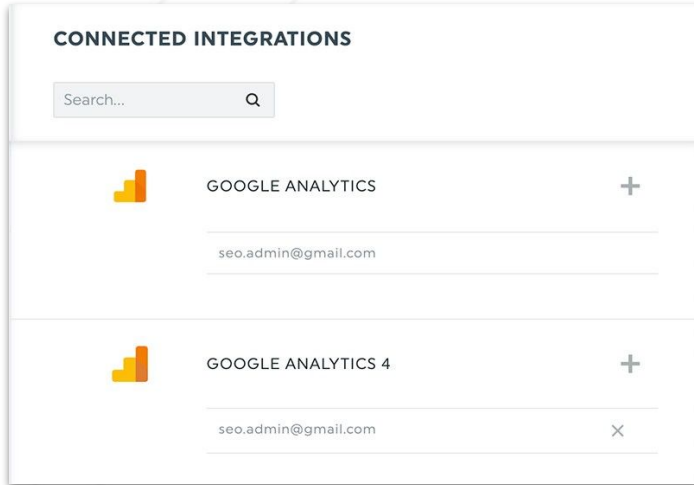 CONNECTED INTEGRATIONS
Search...
GOOGLE ANALYTICS
seo.admin@gmail.com
GOOGLE ANALYTICS 4
seo.admin@gmail.com